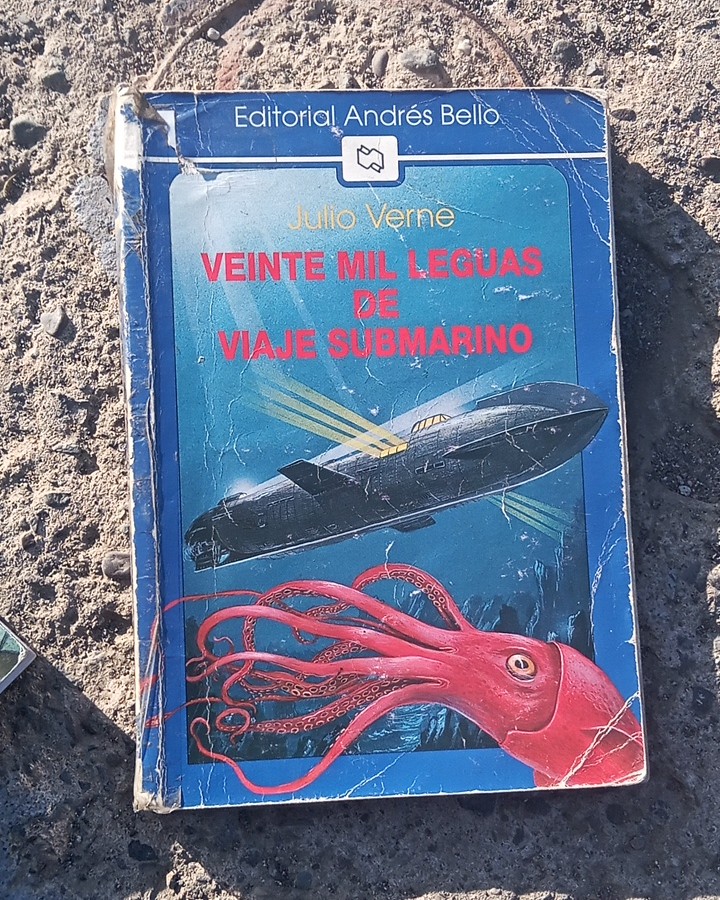 Editorial Andrés Bello
Julio Verne
VEINTE MIL LEGUAS
DE
VIAJE SUBMARINO